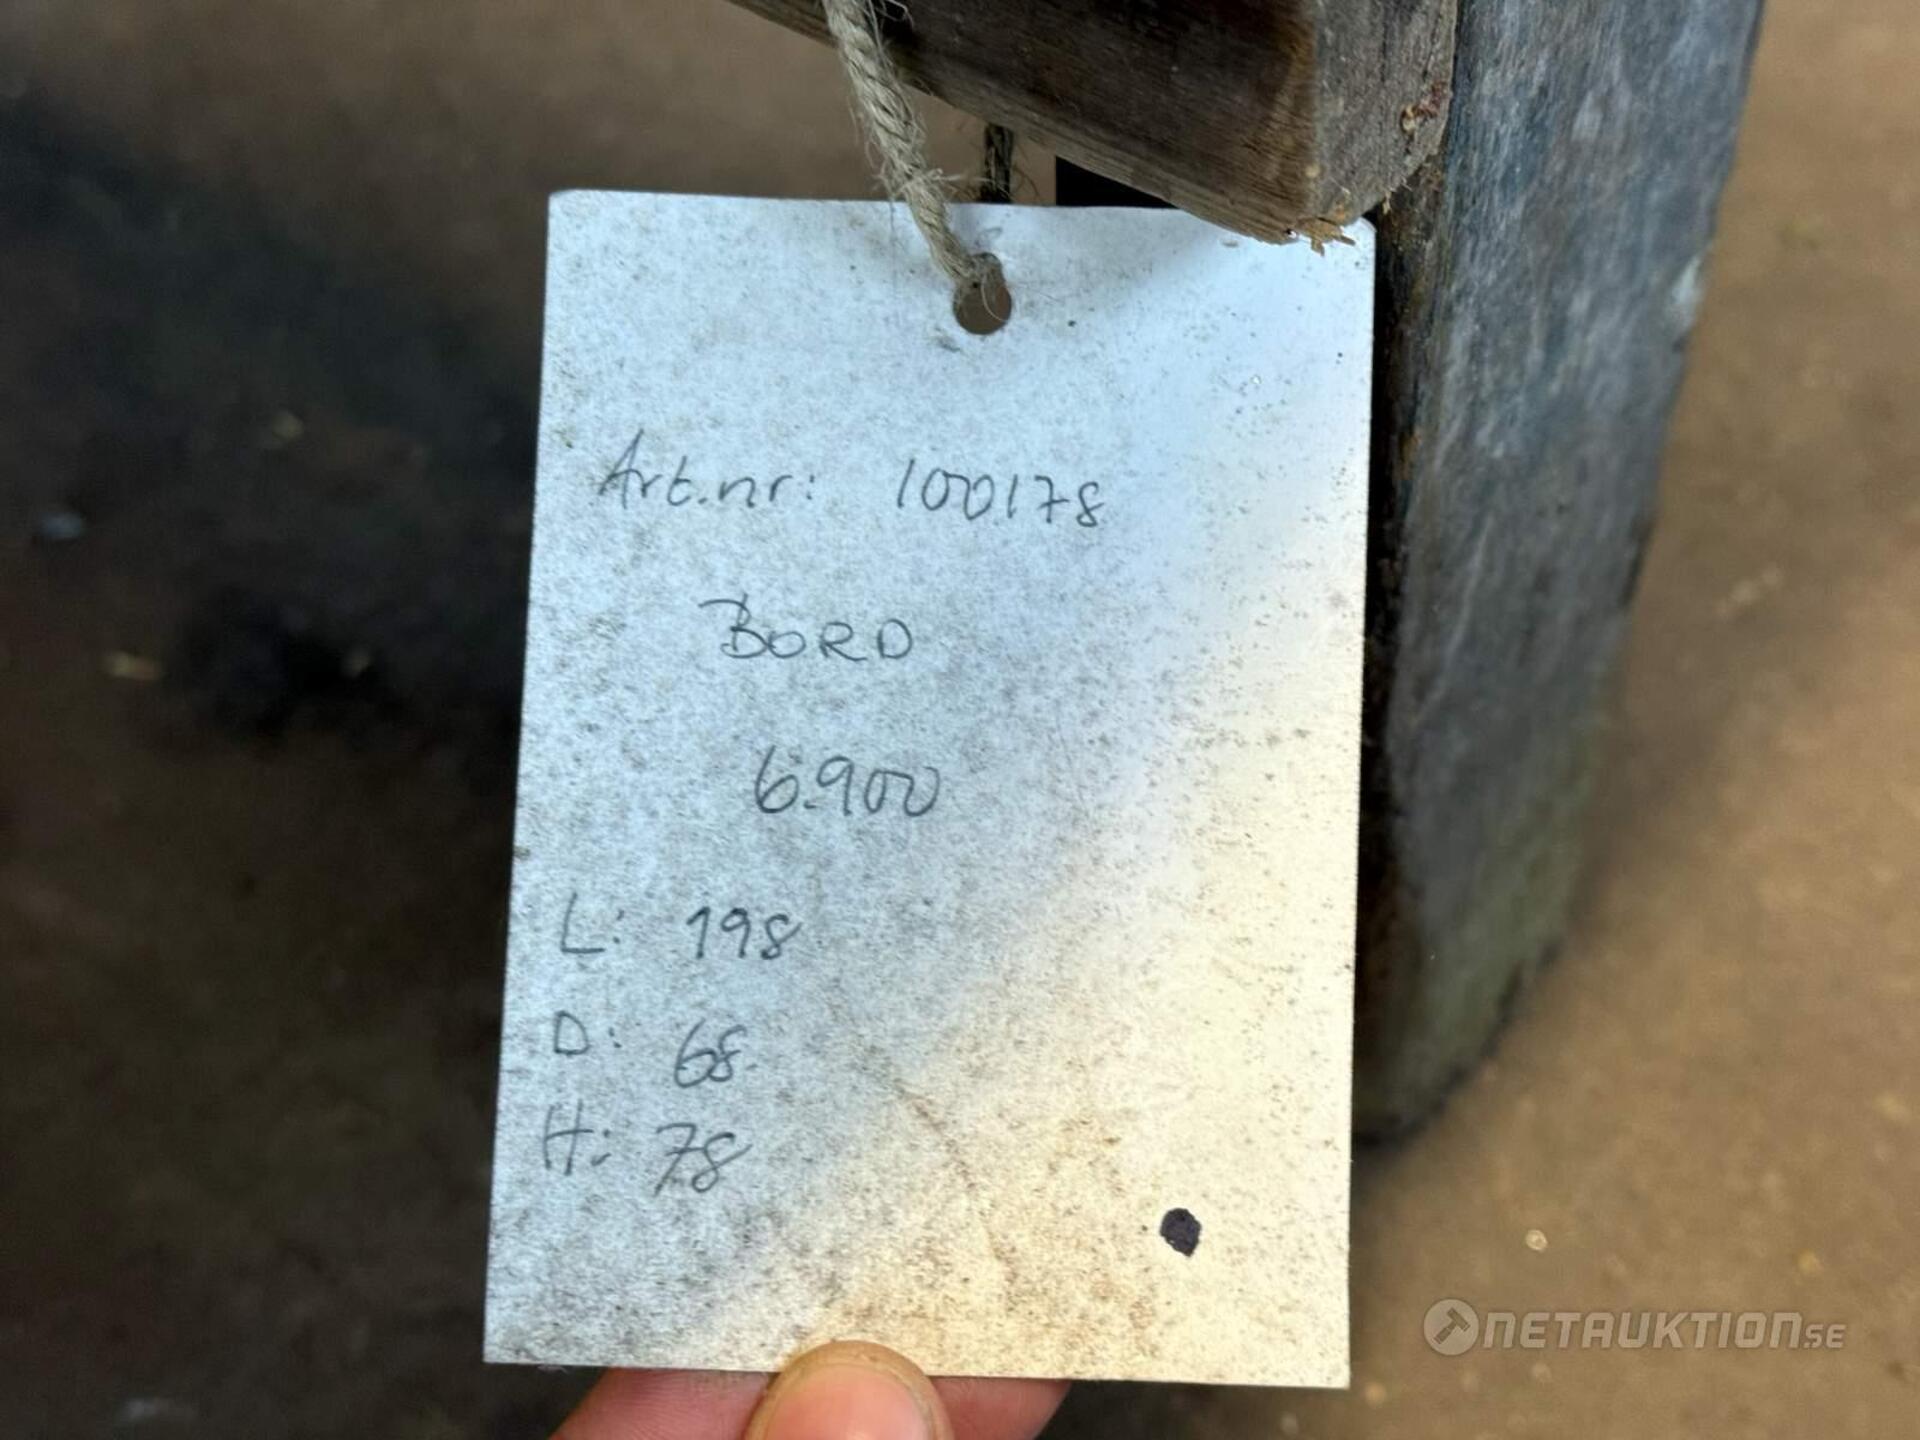 Art.nr: 100178
BORD
6.900
L: 198
D: 68
H: 78
NETAUKTION.SE